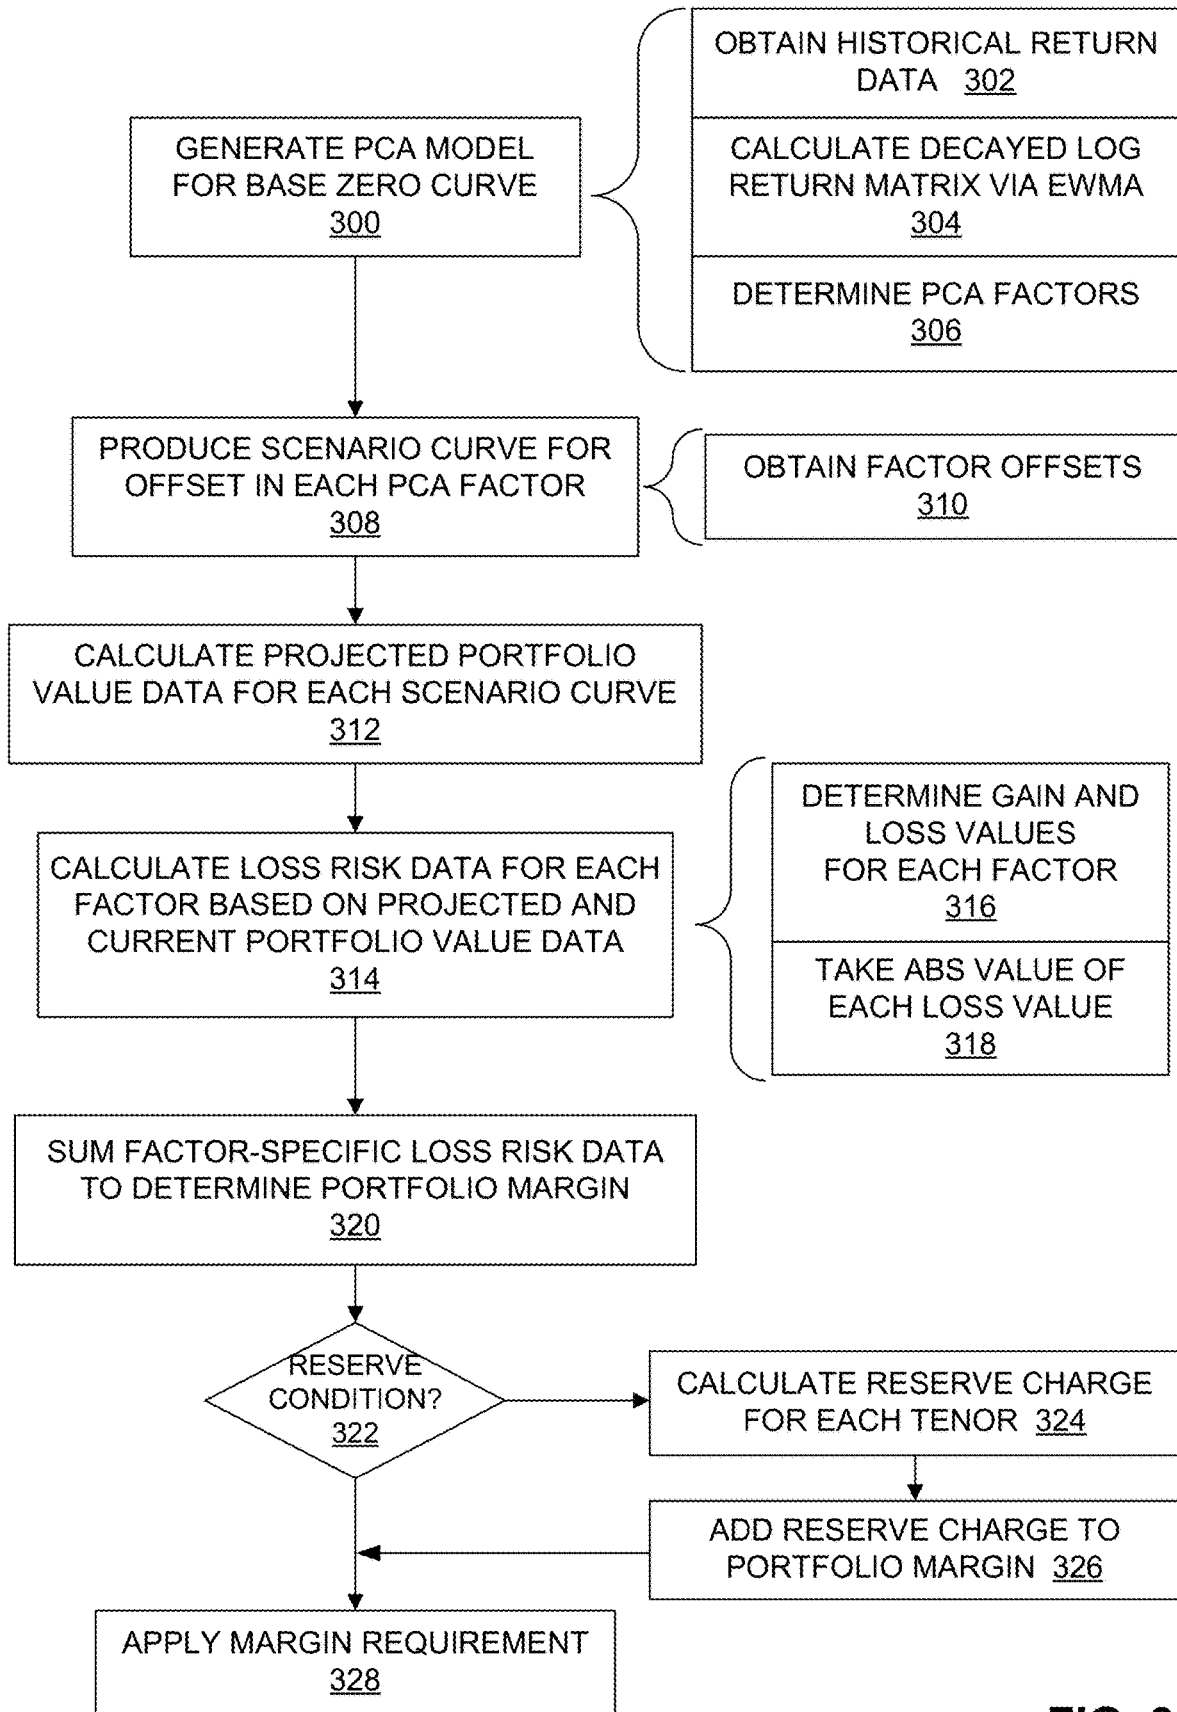 GENERATE PCA MODEL
FOR BASE ZERO CURVE
300
OBTAIN HISTORICAL RETURN
DATA 302
CALCULATE DECAYED LOG
RETURN MATRIX VIA EWMA
304
DETERMINE PCA FACTORS
306
PRODUCE SCENARIO CURVE FOR
OFFSET IN EACH PCA FACTOR
308
OBTAIN FACTOR OFFSETS
310
CALCULATE PROJECTED PORTFOLIO
VALUE DATA FOR EACH SCENARIO CURVE
312
CALCULATE LOSS RISK DATA FOR EACH
FACTOR BASED ON PROJECTED AND
CURRENT PORTFOLIO VALUE DATA
314
DETERMINE GAIN AND
LOSS VALUES
FOR EACH FACTOR
316
TAKE ABS VALUE OF
EACH LOSS VALUE
318
SUM FACTOR-SPECIFIC LOSS RISK DATA
TO DETERMINE PORTFOLIO MARGIN
320
RESERVE
CONDITION?
322
CALCULATE RESERVE CHARGE
FOR EACH TENOR 324
ADD RESERVE CHARGE TO
PORTFOLIO MARGIN 326
APPLY MARGIN REQUIREMENT
328